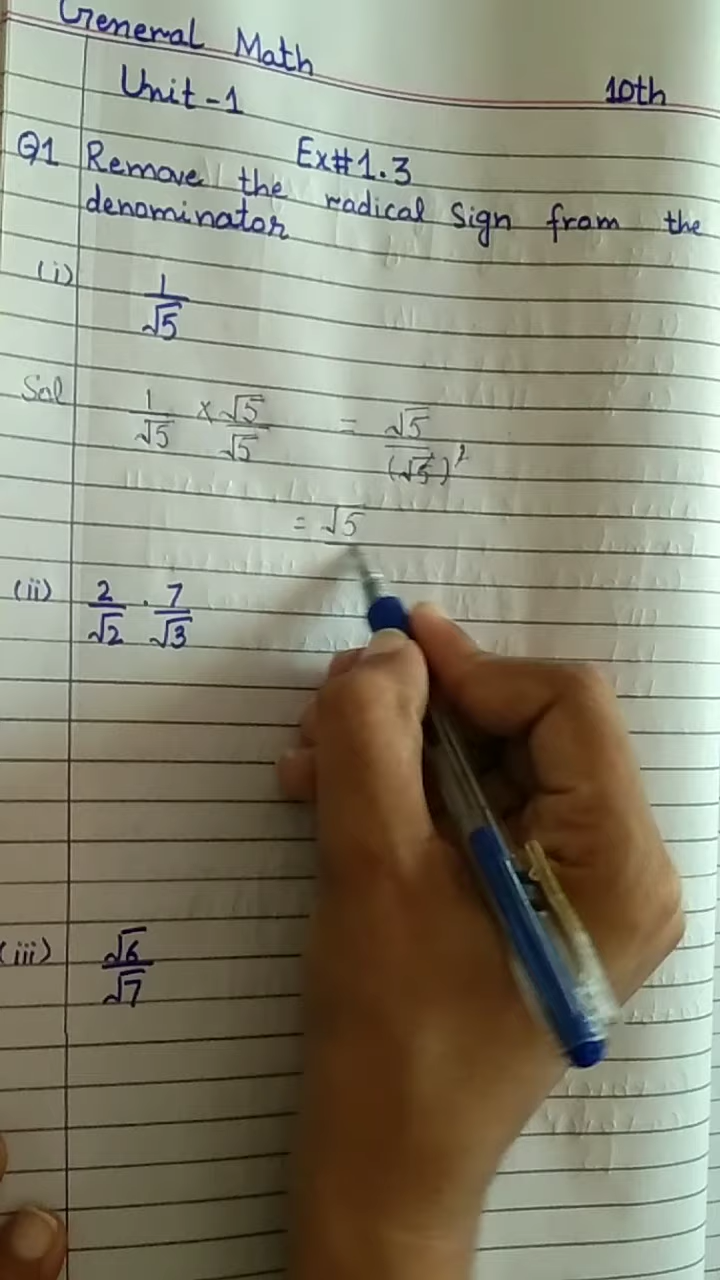 General Math
Unit-1 10th
Ex#1.3
Q1 Remove the radical Sign from the
denominator
(i) 1/√5
Sol 1/√5 × √5/√5 = √5/(√5)²
= √5
(ii) 2/√2 · 7/√3
(iii) √6/√7